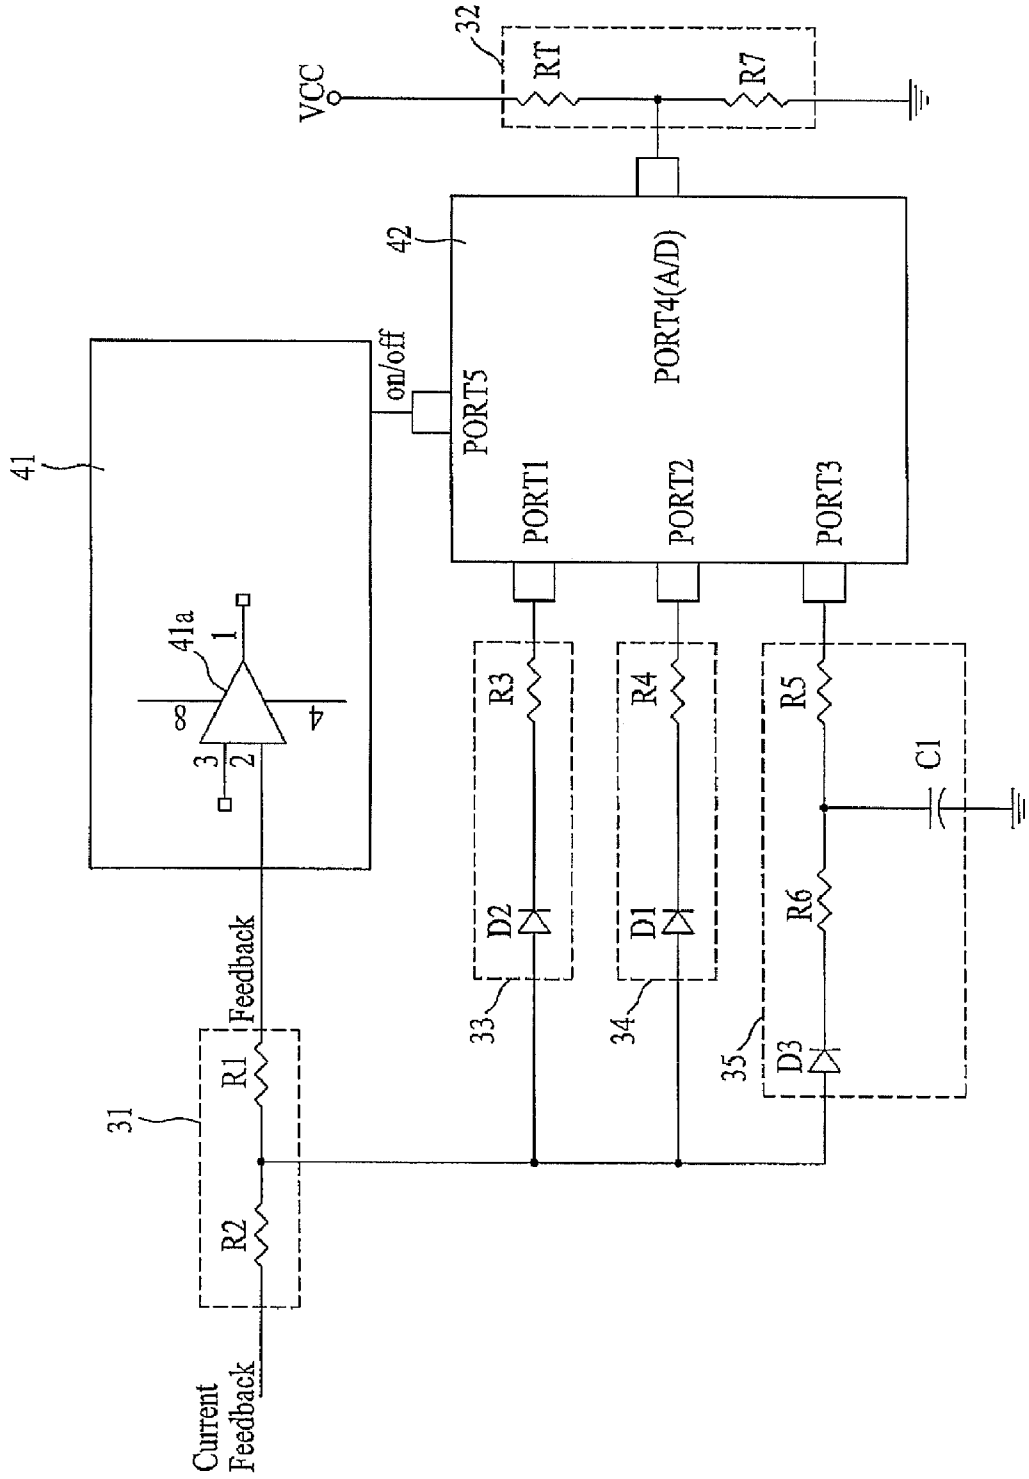 Current
Feedback
R2
31
R1
Feedback
41
3
2
8
4
41a
1
on/off
PORT5
42
VCC
32
RT
R7
PORT4(A/D)
PORT1
PORT2
PORT3
33
D2
R3
34
D1
R4
35
D3
R6
R5
C1